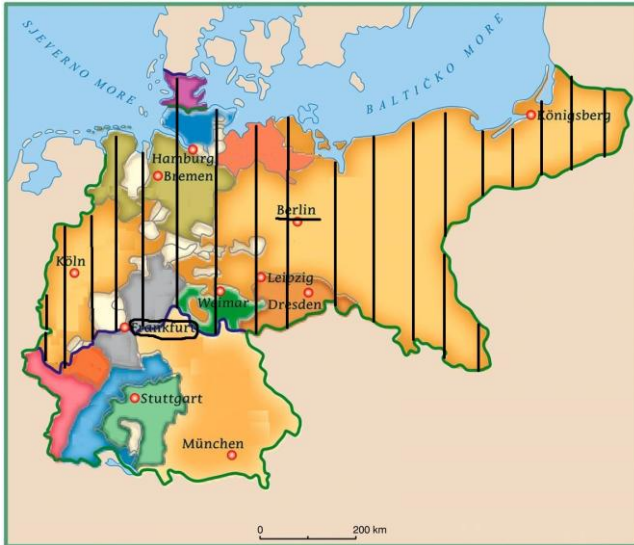 SJEVERNO MORE
BALTIČKO MORE
Königsberg
Hamburg
Bremen
Berlin
Köln
Leipzig
Weimar
Dresden
Frankfurt
Stuttgart
München
0
200 km